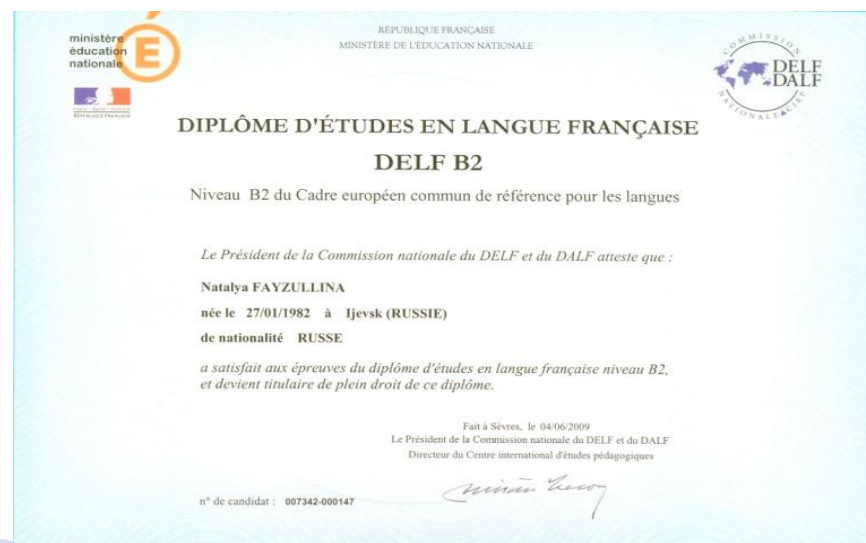 ministère
éducation
nationale
É
RÉPUBLIQUE FRANÇAISE
RÉPUBLIQUE FRANÇAISE
MINISTÈRE DE L'ÉDUCATION NATIONALE
COMMISSION
DELF
DALF
NATIONALE
CIEP
DIPLÔME D'ÉTUDES EN LANGUE FRANÇAISE
DELF B2
Niveau B2 du Cadre européen commun de référence pour les langues
Le Président de la Commission nationale du DELF et du DALF atteste que :
Natalya FAYZULLINA
née le 27/01/1982 à Ijevsk (RUSSIE)
de nationalité RUSSE
a satisfait aux épreuves du diplôme d'études en langue française niveau B2,
et devient titulaire de plein droit de ce diplôme.
Fait à Sèvres, le 04/06/2009
Le Président de la Commission nationale du DELF et du DALF
Directeur du Centre international d'études pédagogiques
n° de candidat : 007342-000147